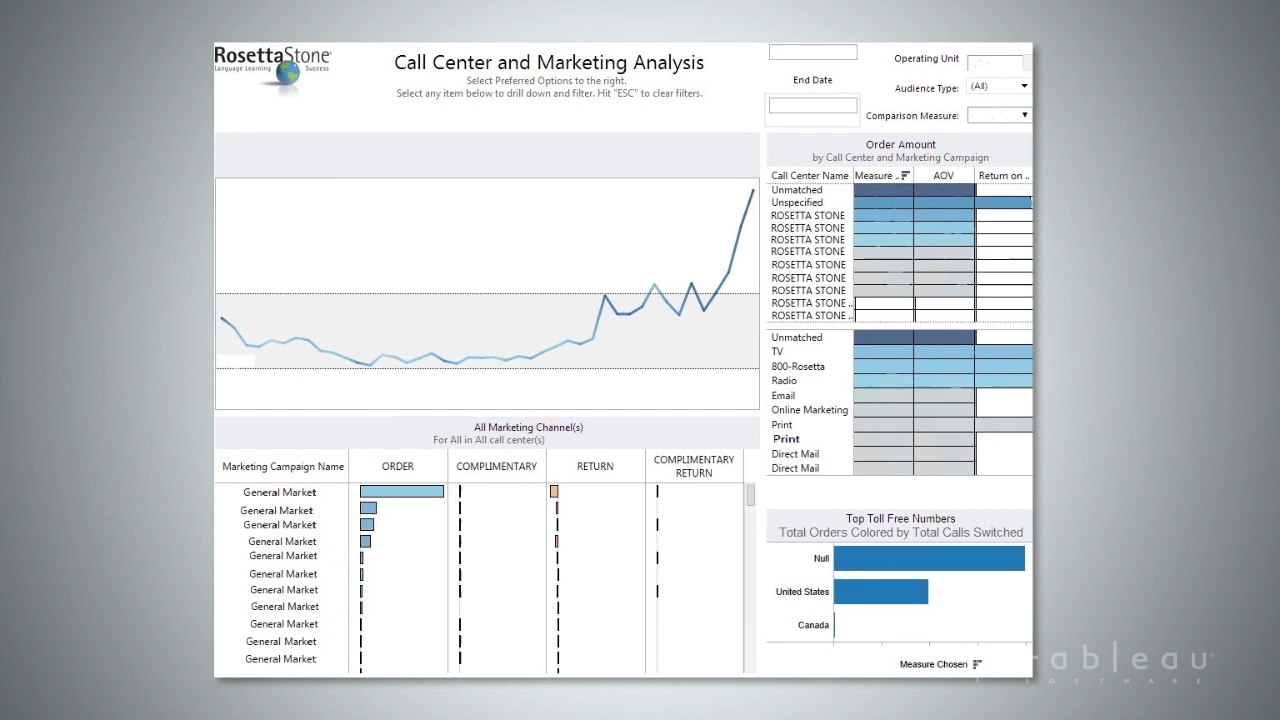 RosettaStone
Language Learning Success
Call Center and Marketing Analysis
Select Preferred Options to the right.
Select any item below to drill down and filter. Hit "ESC" to clear filters.
End Date
Operating Unit
Audience Type: (All)
Comparison Measure:
Order Amount
by Call Center and Marketing Campaign
Call Center Name Measure .. AOV Return on ..
Unmatched
Unspecified
ROSETTA STONE
ROSETTA STONE
ROSETTA STONE
ROSETTA STONE
ROSETTA STONE
ROSETTA STONE
ROSETTA STONE
ROSETTA STONE ..
ROSETTA STONE ..
Unmatched
TV
800-Rosetta
Radio
Email
Online Marketing
Print
Print
Direct Mail
Direct Mail
All Marketing Channel(s)
For All in All call center(s)
Marketing Campaign Name ORDER COMPLIMENTARY RETURN COMPLIMENTARY RETURN
General Market
General Market
General Market
General Market
General Market
General Market
General Market
General Market
General Market
General Market
General Market
Top Toll Free Numbers
Total Orders Colored by Total Calls Switched
Null
United States
Canada
Measure Chosen
+ableau
SOFTWARE